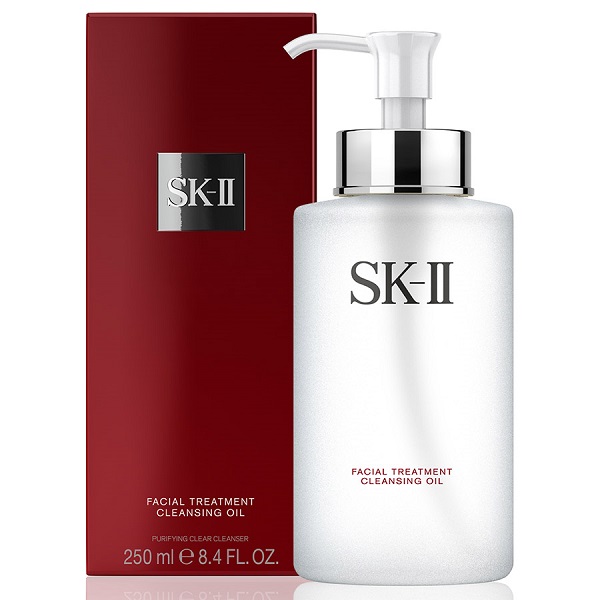 SK-II
FACIAL TREATMENT
CLEANSING OIL
PURIFYING CLEAR CLEANSER
250 ml ℮ 8.4 FL. OZ.
SK-II
FACIAL TREATMENT
CLEANSING OIL